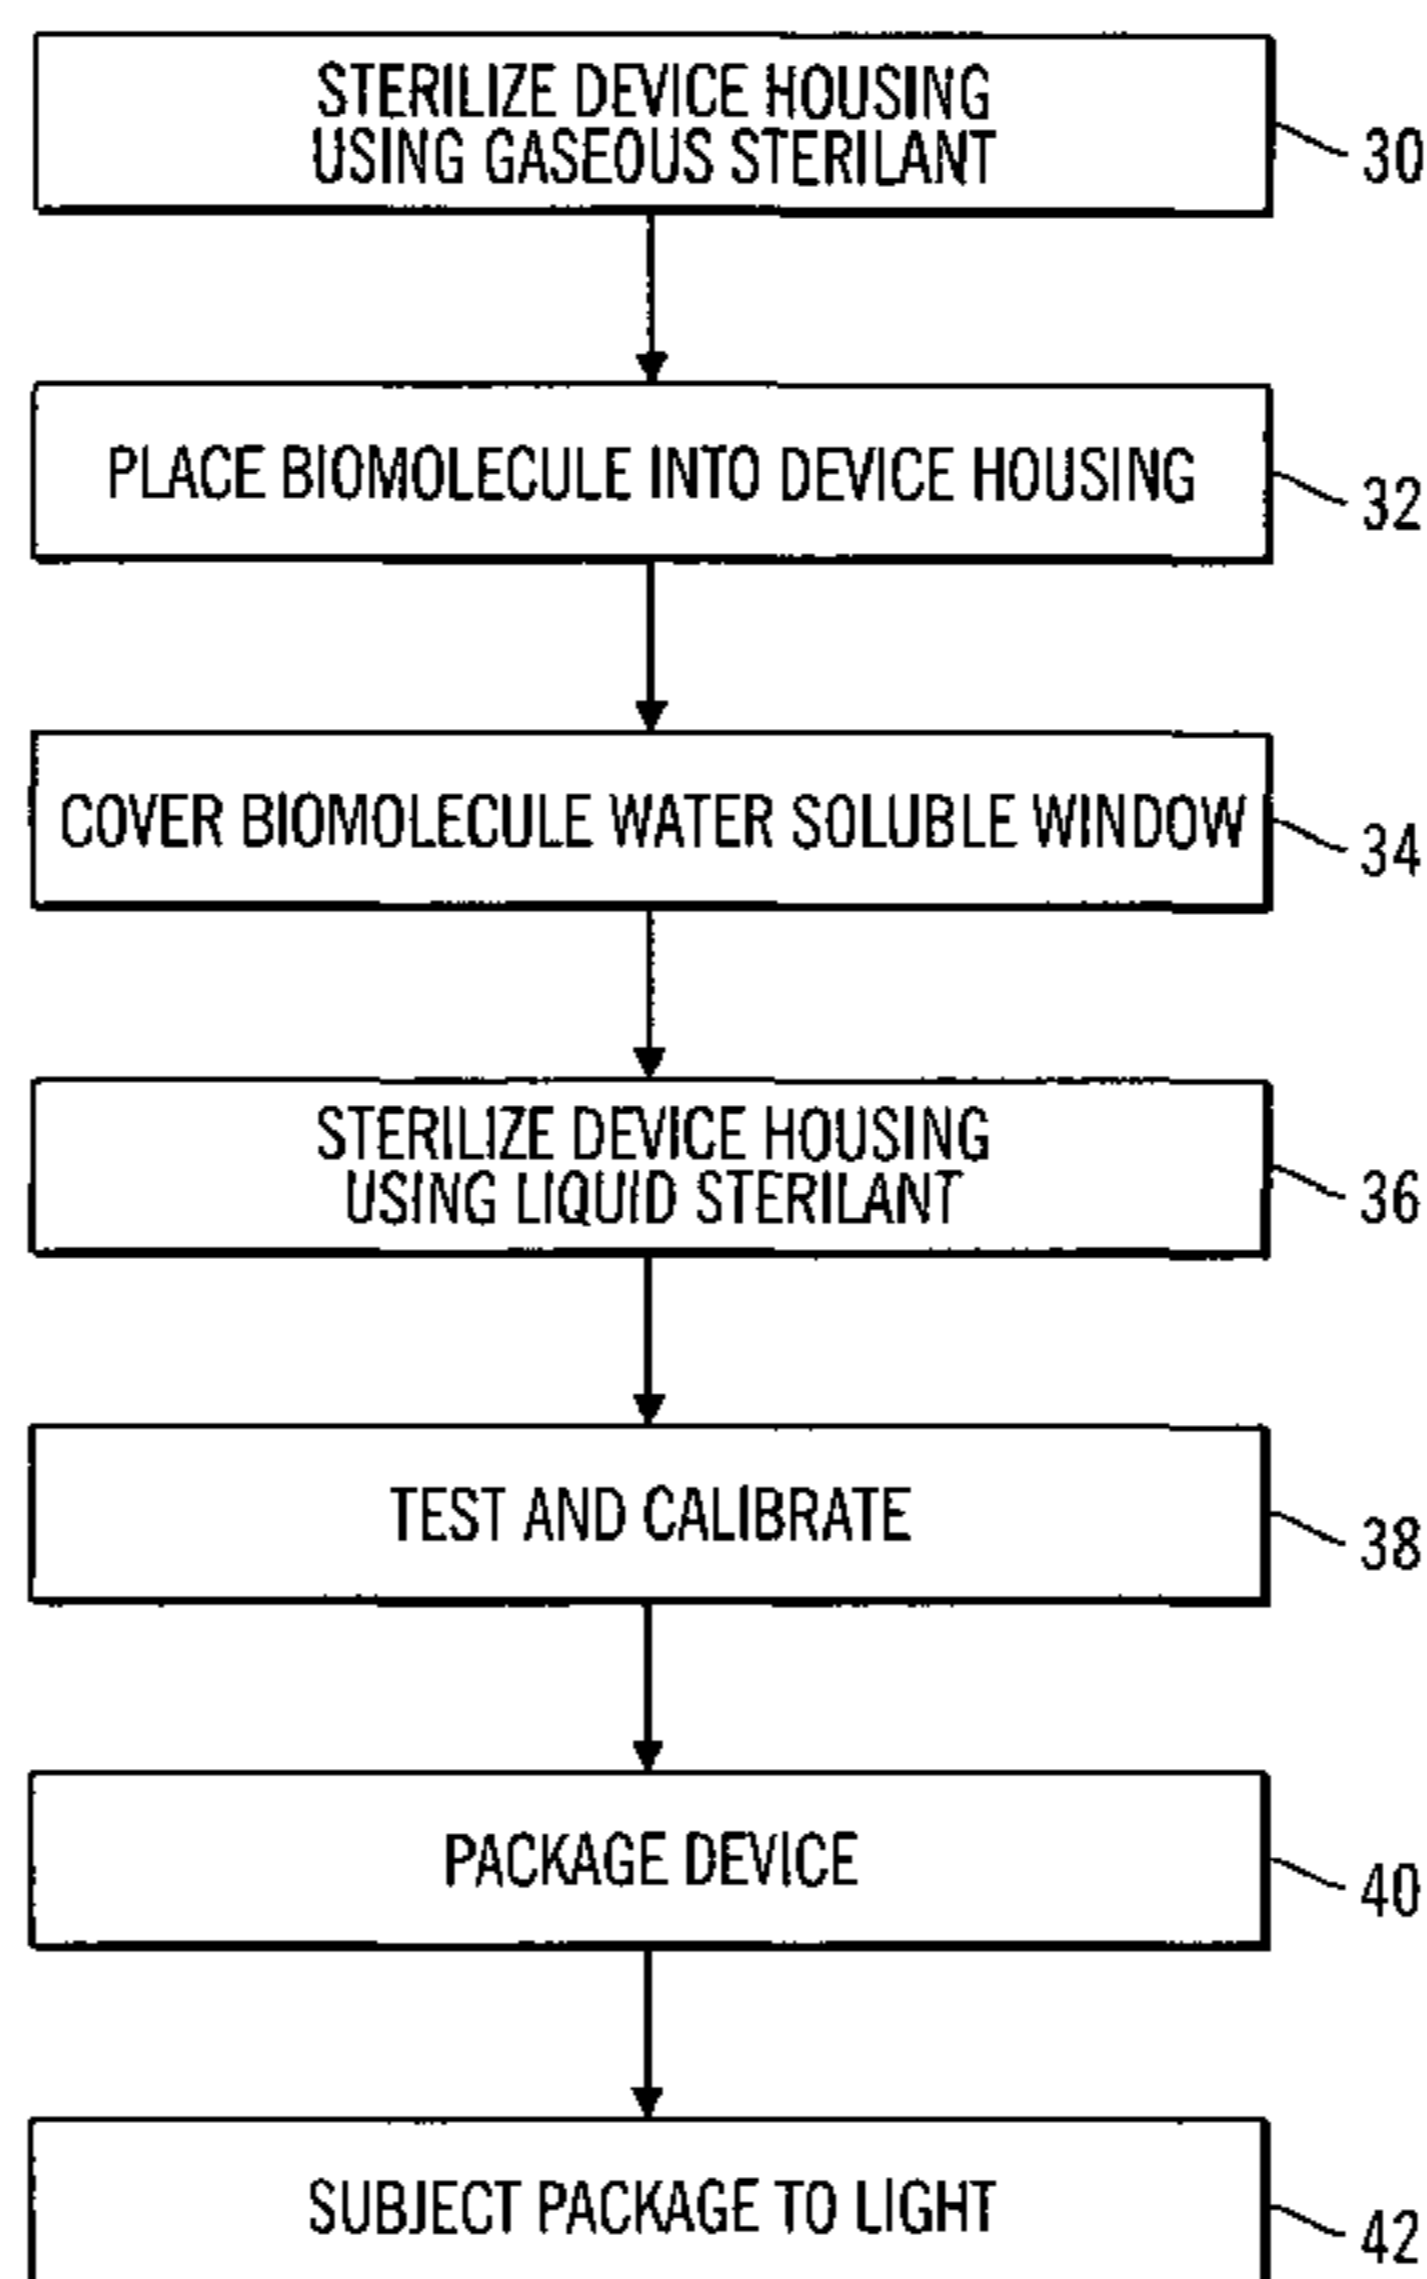 STERILIZE DEVICE HOUSING
USING GASEOUS STERILANT
30
PLACE BIOMOLECULE INTO DEVICE HOUSING
32
COVER BIOMOLECULE WATER SOLUBLE WINDOW
34
STERILIZE DEVICE HOUSING
USING LIQUID STERILANT
36
TEST AND CALIBRATE
38
PACKAGE DEVICE
40
SUBJECT PACKAGE TO LIGHT
42